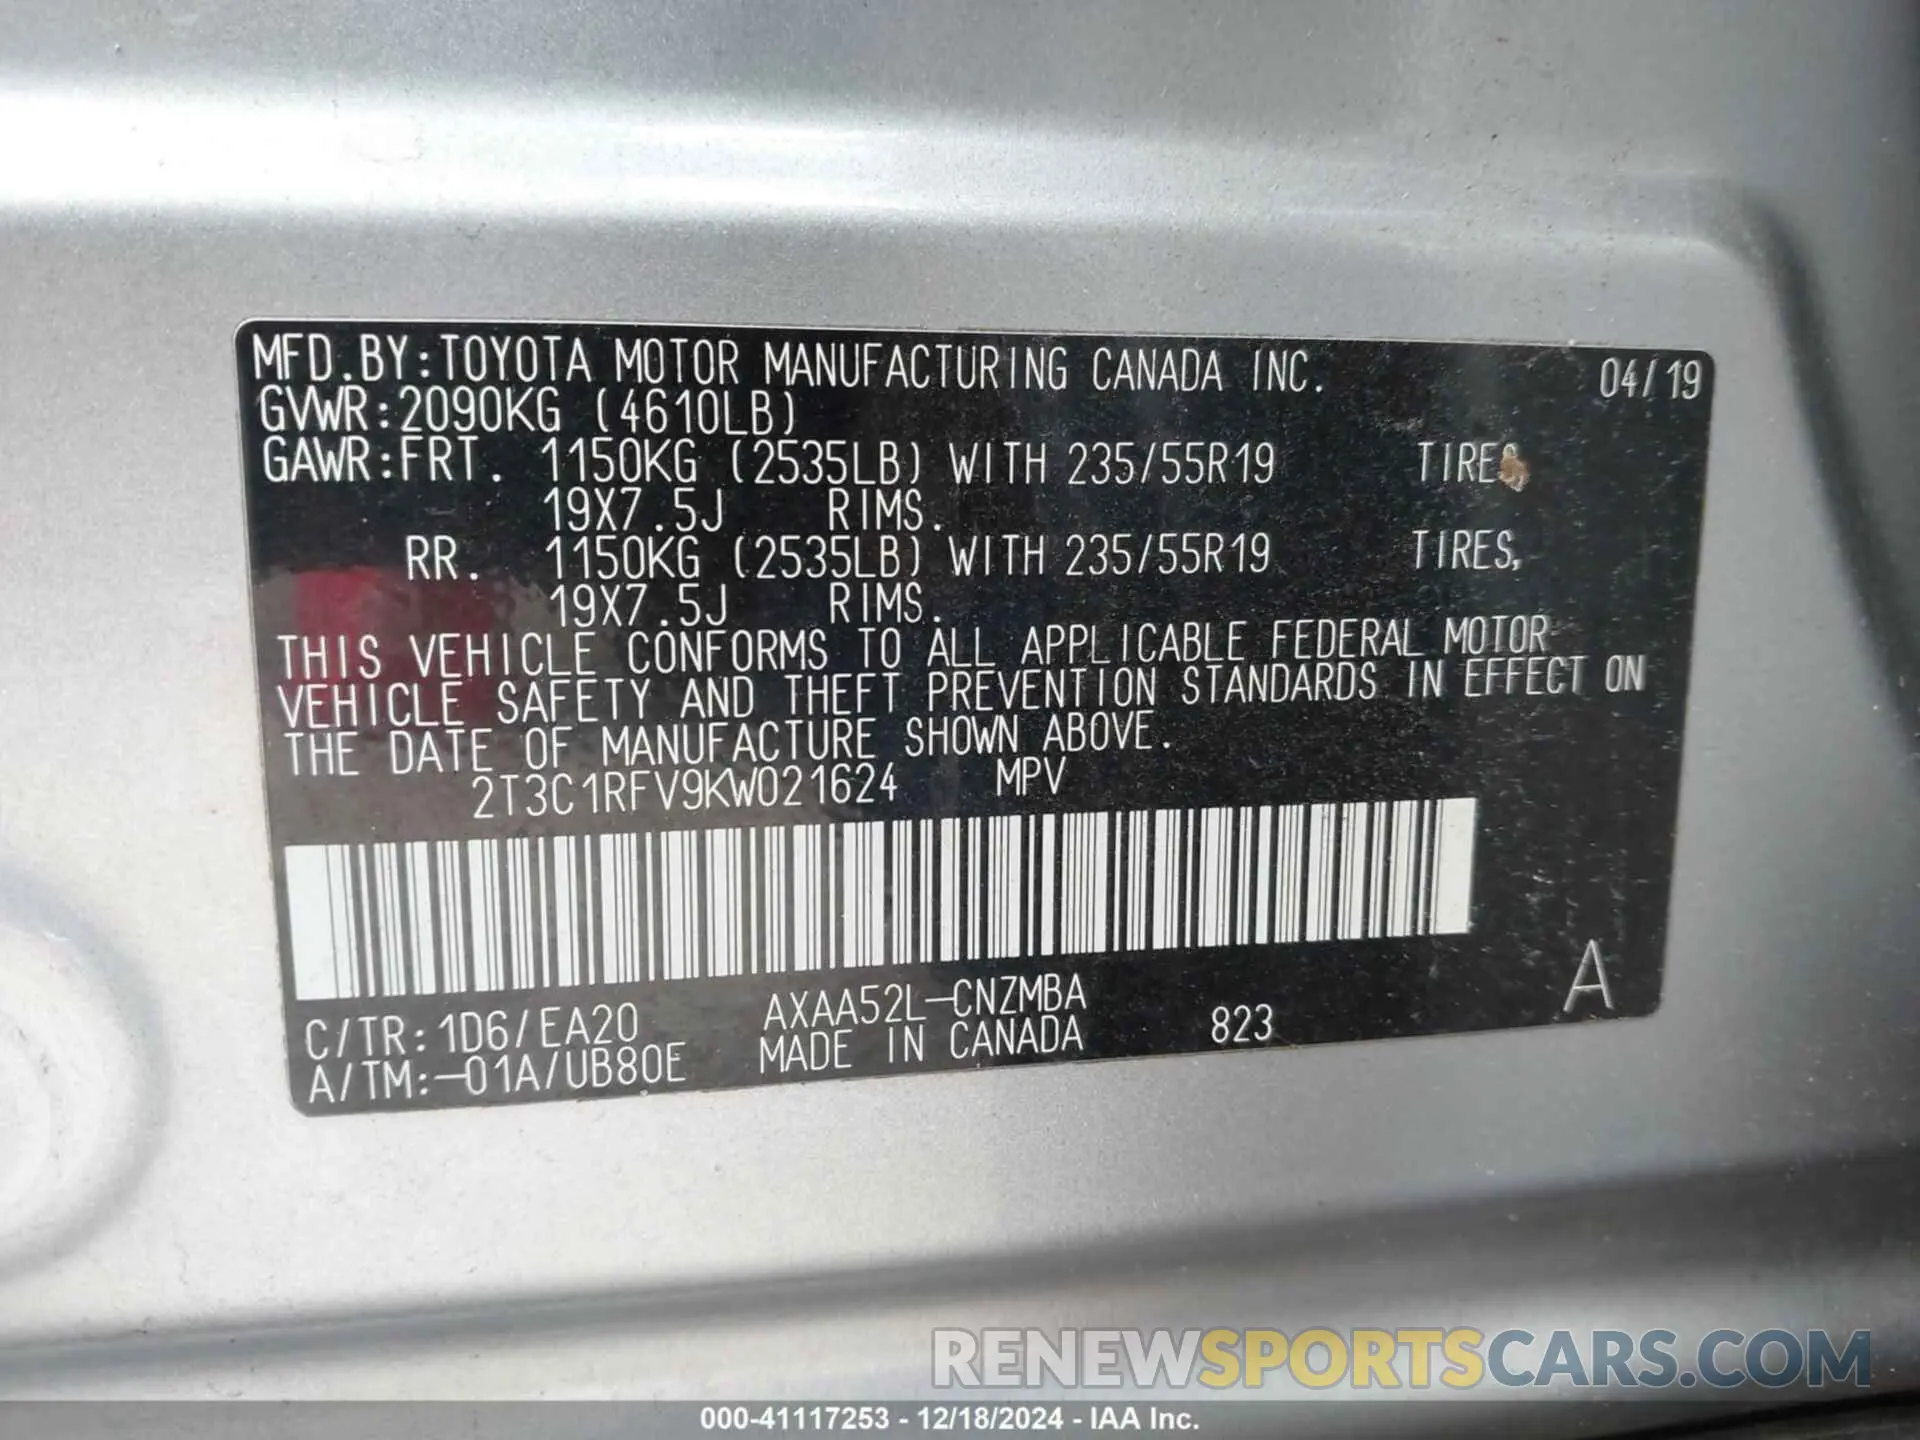 MFD.BY:TOYOTA MOTOR MANUFACTURING CANADA INC. 04/19
GVWR:2090KG (4610LB)
GAWR:FRT. 1150KG (2535LB) WITH 235/55R19 TIRES,
19X7.5J RIMS.
RR. 1150KG (2535LB) WITH 235/55R19 TIRES,
19X7.5J RIMS.
THIS VEHICLE CONFORMS TO ALL APPLICABLE FEDERAL MOTOR
VEHICLE SAFETY AND THEFT PREVENTION STANDARDS IN EFFECT ON
THE DATE OF MANUFACTURE SHOWN ABOVE.
2T3C1RFV9KW021624 MPV
C/TR:1D6/EA20 AXAA52L-CNZMBA 823 A
A/TM:-01A/UB80E MADE IN CANADA
RENEWSPORTSCARS.COM
000-41117253 - 12/18/2024 - IAA Inc.